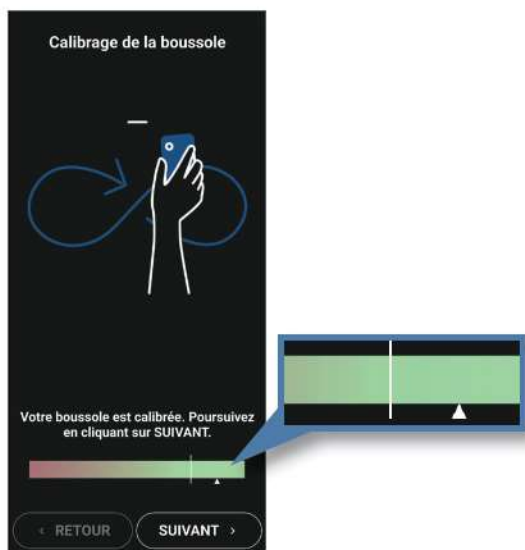 Calibrage de la boussole
Votre boussole est calibrée. Poursuivez
en cliquant sur SUIVANT.
‹ RETOUR
SUIVANT ›